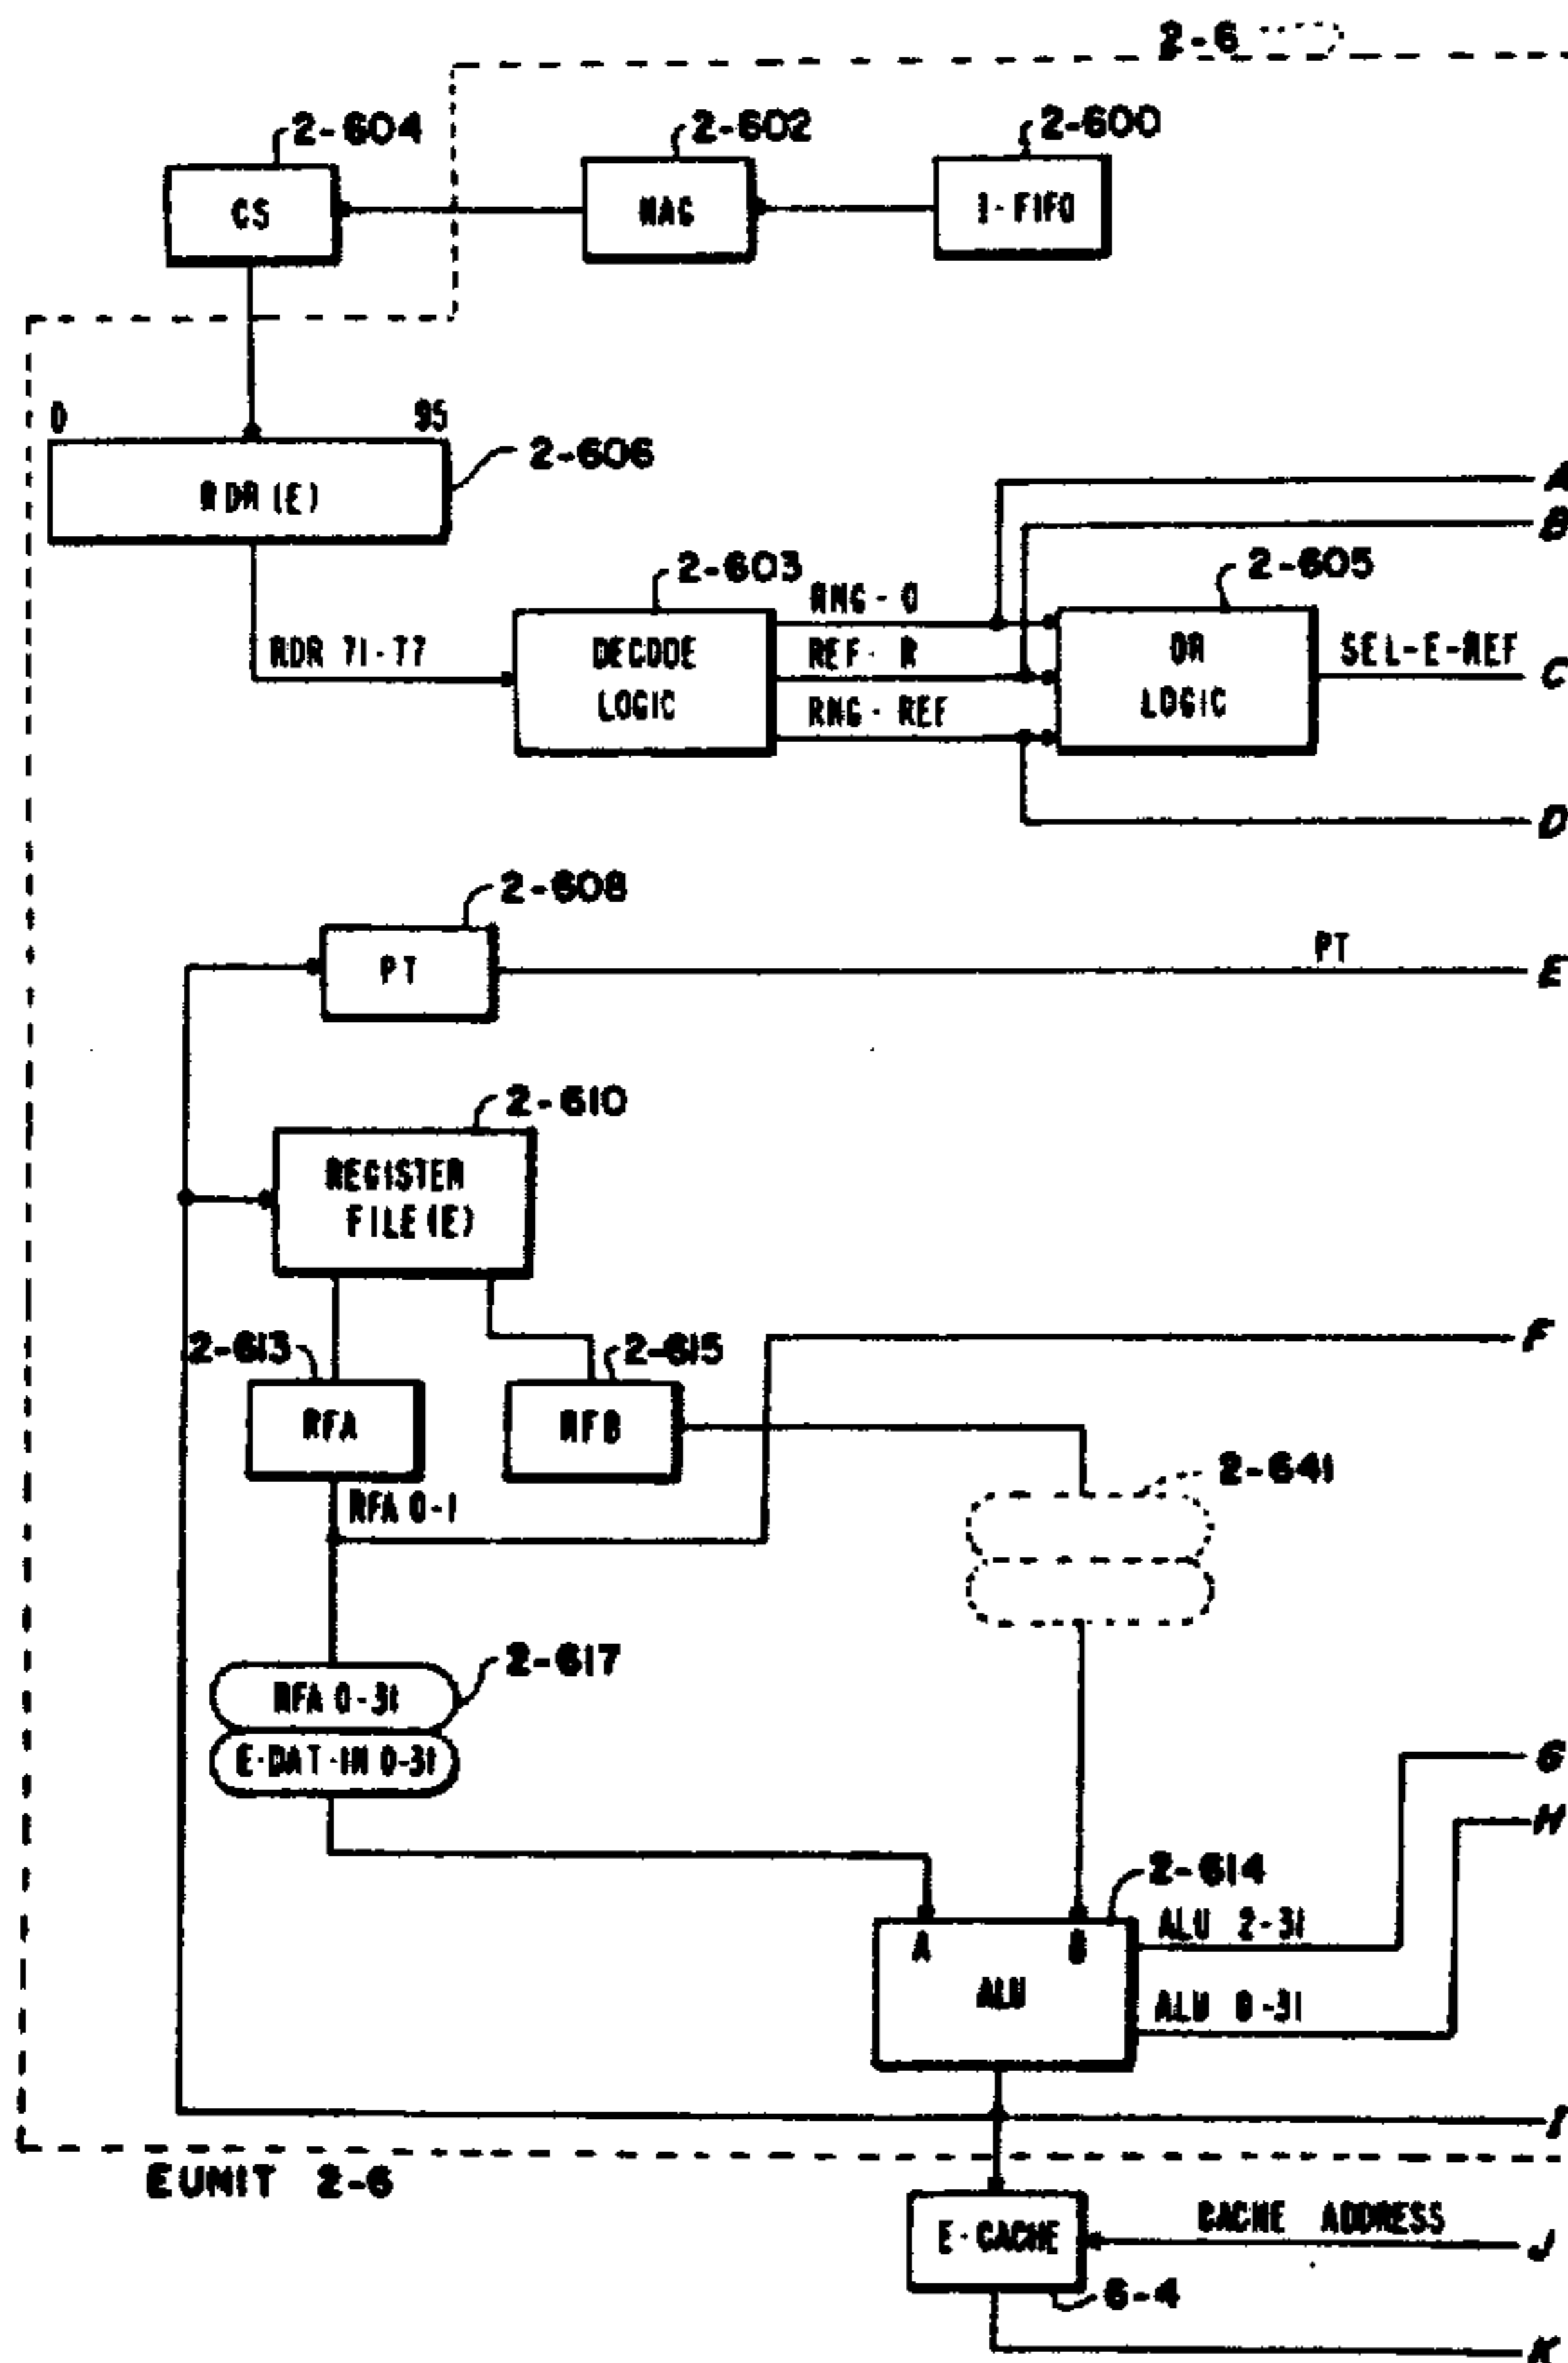 2-6
2-604
2-602
2-600
CS
NAG
I-FIFO
0
95
2-606
RDR (E)
A
B
2-603
2-605
RNG-0
RDR 71-77
DECDOE
LOGIC
REF-R
RNG-REF
OR
LOGIC
SEL-E-REF
C
D
2-608
PT
PT
E
2-610
REGISTER
FILE(E)
2-613
2-615
F
RFA
RFB
RFA 0-1
2-641
2-617
RFA 0-31
E-DAT-IN 0-31
G
H
2-614
A
B
ALU
ALU 2-31
ALU 0-31
I
EUNIT 2-6
E-CACHE
CACHE ADDRESS
J
6-4
K